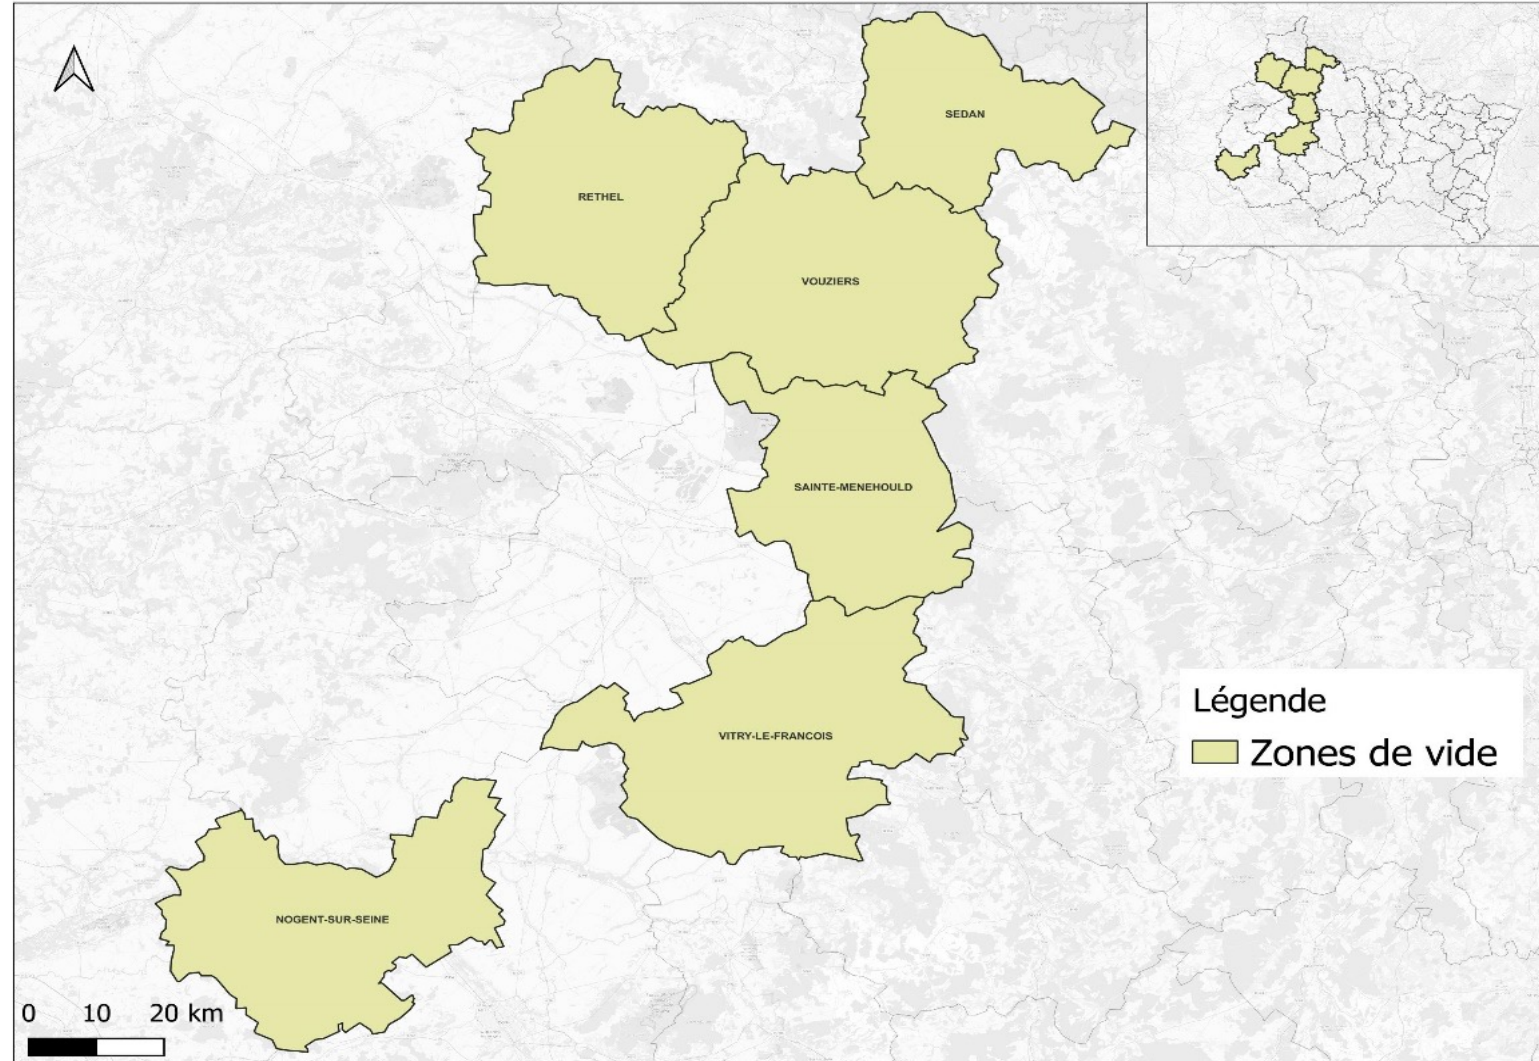 SEDAN
RETHEL
VOUZIERS
SAINTE-MENEHOULD
VITRY-LE-FRANCOIS
NOGENT-SUR-SEINE
Légende
Zones de vide
0 10 20 km